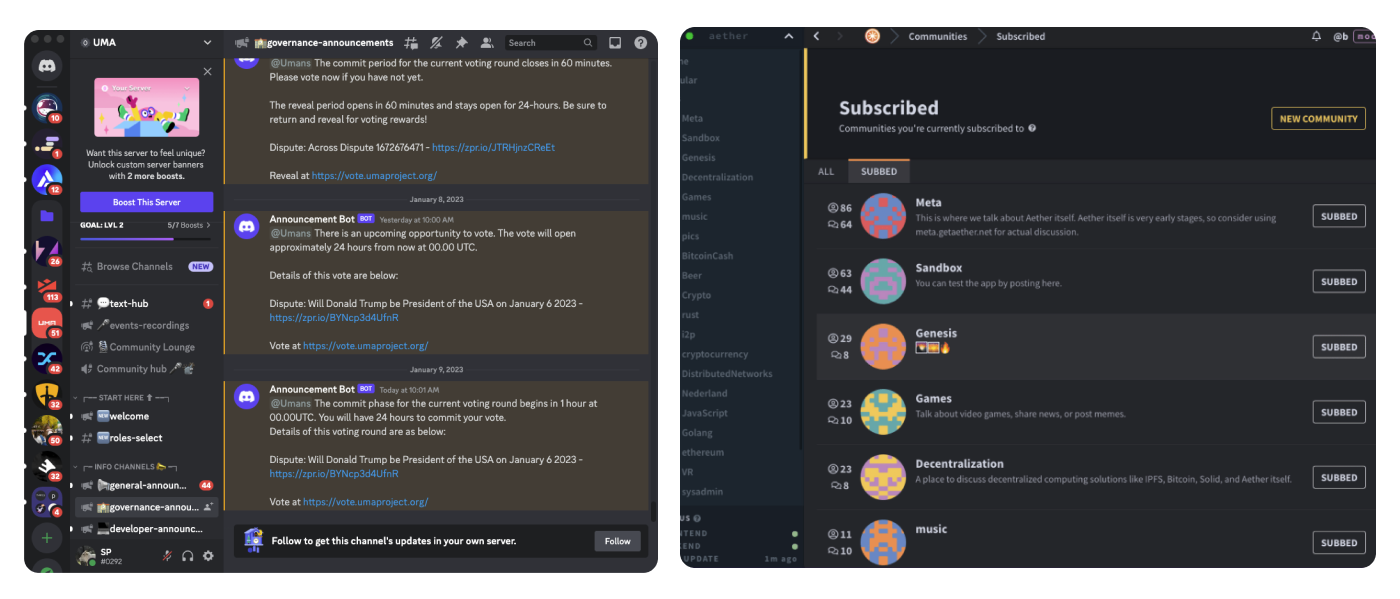 UMA
Your Server
Want this server to feel unique?
Unlock custom server banners
with 2 more boosts.
Boost This Server
GOAL: LVL 2 5/7 Boosts
Browse Channels NEW
text-hub 1
events-recordings
Community Lounge
Community hub
START HERE
NEW welcome
NEW roles-select
INFO CHANNELS
general-announ... 44
governance-annou...
developer-announc...
SP
#0292
10
1
12
26
113
UMA
51
42
32
50
32
4
governance-announcements
Search
@Umans The commit period for the current voting round closes in 60 minutes.
Please vote now if you have not yet.
The reveal period opens in 60 minutes and stays open for 24-hours. Be sure to
return and reveal for voting rewards!
Dispute: Across Dispute 1672676471 - https://zpr.io/JTRHjnzCReEt
Reveal at https://vote.umaproject.org/
January 8, 2023
Announcement Bot BOT Yesterday at 10:00 AM
@Umans There is an upcoming opportunity to vote. The vote will open
approximately 24 hours from now at 00.00 UTC.
Details of this vote are below:
Dispute: Will Donald Trump be President of the USA on January 6 2023 -
https://zpr.io/BYNcp3d4UfnR
Vote at https://vote.umaproject.org/
January 9, 2023
Announcement Bot BOT Today at 10:01 AM
@Umans The commit phase for the current voting round begins in 1 hour at
00.00UTC. You will have 24 hours to commit your vote.
Details of this voting round are as below:
Dispute: Will Donald Trump be President of the USA on January 6 2023 -
https://zpr.io/BYNcp3d4UfnR
Vote at https://vote.umaproject.org/
Follow to get this channel's updates in your own server.
Follow
aether
Meta
Sandbox
Genesis
Decentralization
Games
music
pics
BitcoinCash
Beer
Crypto
rust
i2p
cryptocurrency
DistributedNetworks
Nederland
JavaScript
Golang
ethereum
VR
sysadmin
US
TEND
END
UPDATE 1m ago
Communities Subscribed
@b
Subscribed
Communities you're currently subscribed to
NEW COMMUNITY
ALL SUBBED
86
64
Meta
This is where we talk about Aether itself. Aether itself is very early stages, so consider using
meta.getaether.net for actual discussion.
SUBBED
63
44
Sandbox
You can test the app by posting here.
SUBBED
29
8
Genesis
SUBBED
23
10
Games
Talk about video games, share news, or post memes.
SUBBED
23
8
Decentralization
A place to discuss decentralized computing solutions like IPFS, Bitcoin, Solid, and Aether itself.
SUBBED
11
10
music
SUBBED